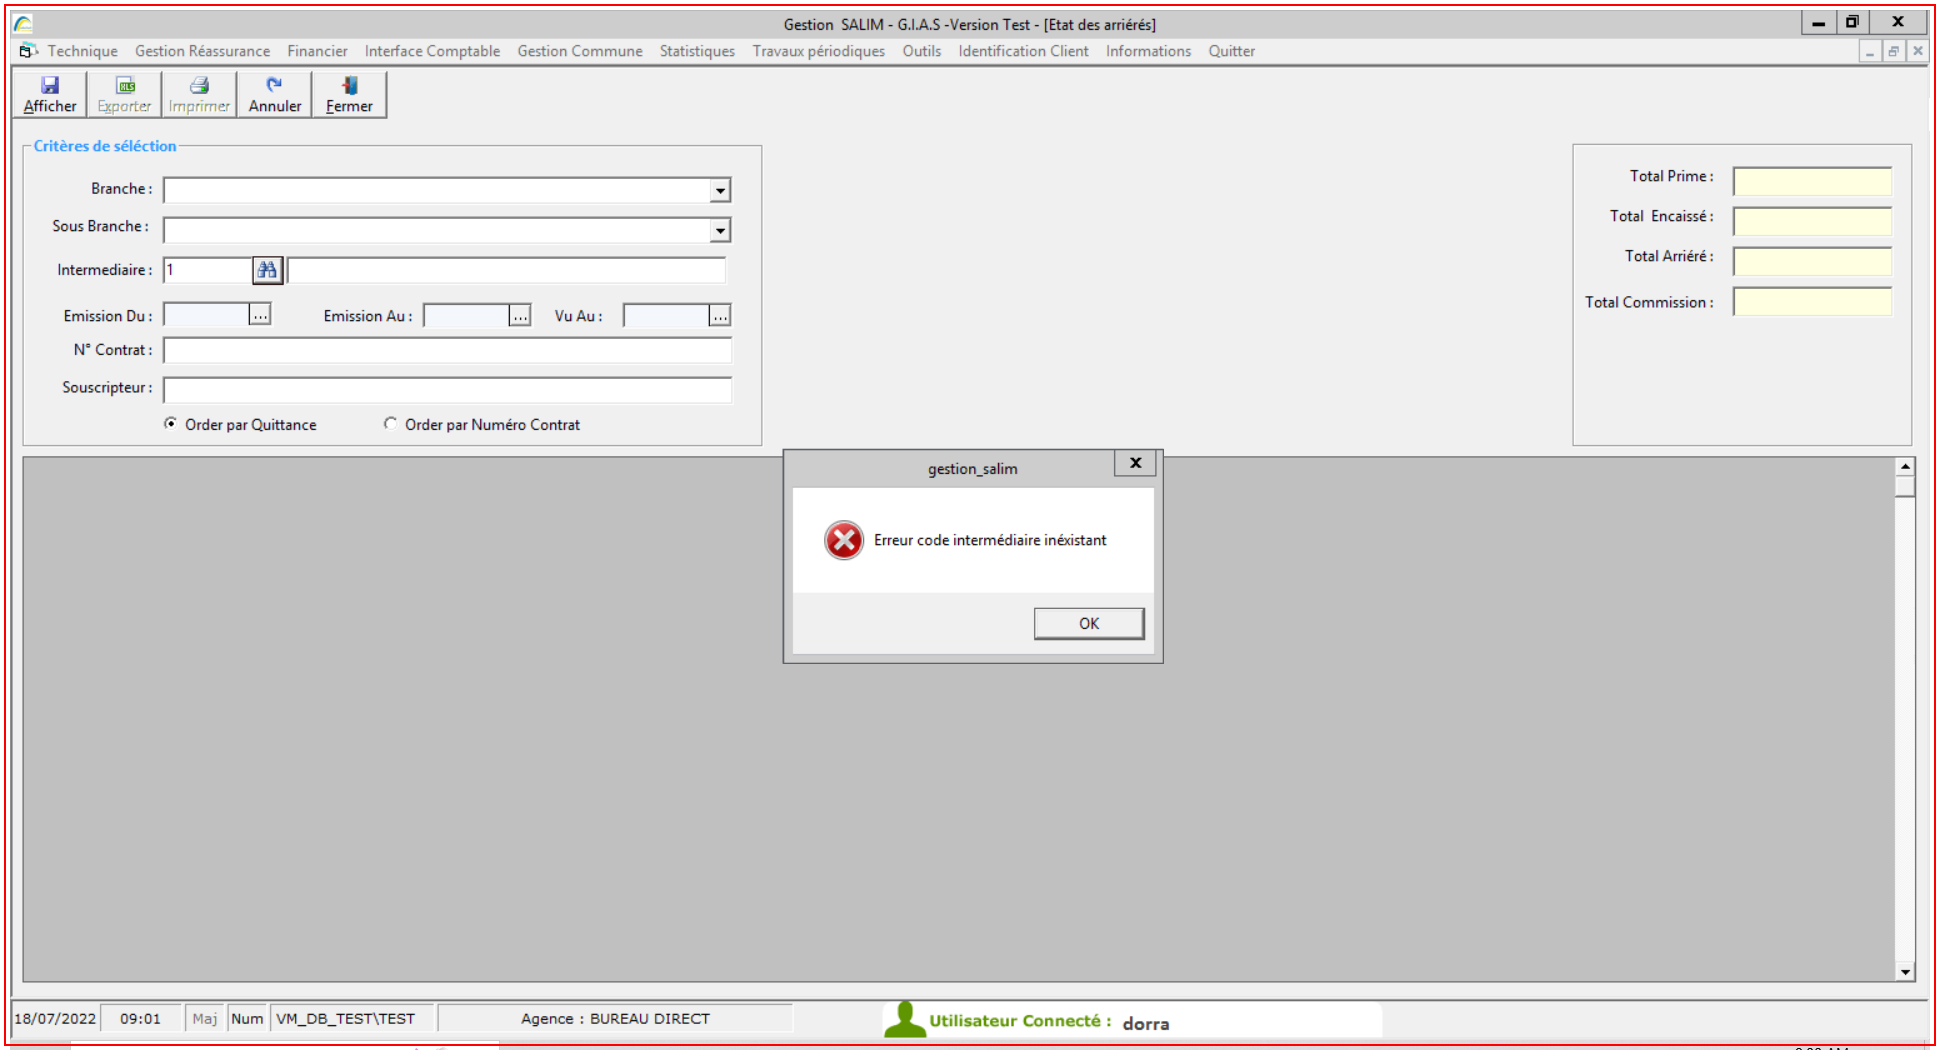 Gestion SALIM - G.I.A.S -Version Test - [Etat des arriérés]
Technique Gestion Réassurance Financier Interface Comptable Gestion Commune Statistiques Travaux périodiques Outils Identification Client Informations Quitter
Afficher Exporter Imprimer Annuler Fermer
Critères de séléction
Branche :
Sous Branche :
Intermediaire : 1
Emission Du : ... Emission Au : ... Vu Au : ...
N° Contrat :
Souscripteur :
Order par Quittance Order par Numéro Contrat
Total Prime :
Total Encaissé :
Total Arriéré :
Total Commission :
gestion_salim
Erreur code intermédiaire inéxistant
OK
18/07/2022 09:01 Maj Num VM_DB_TEST\TEST Agence : BUREAU DIRECT Utilisateur Connecté : dorra